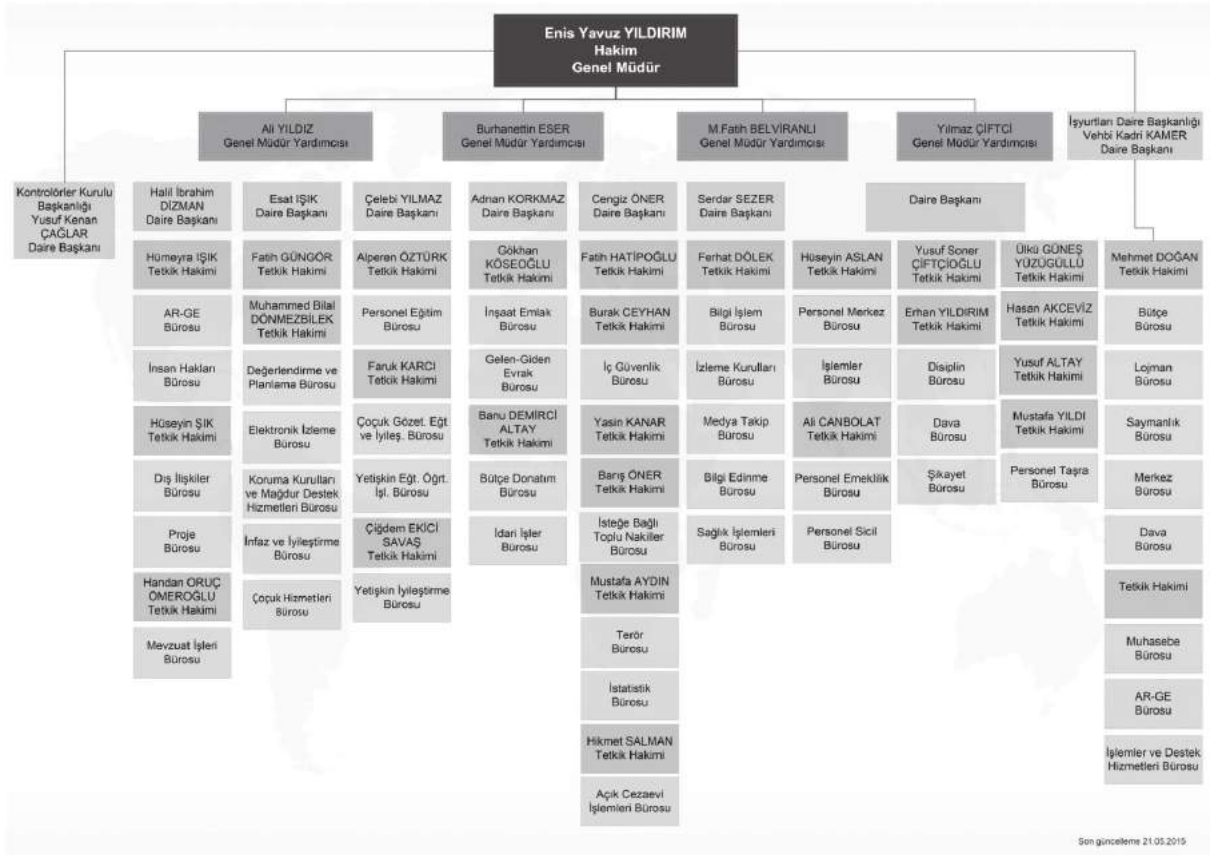 Enis Yavuz YILDIRIM
Hakim
Genel Müdür
Ali YILDIZ
Genel Müdür Yardımcısı
Burhanettin ESER
Genel Müdür Yardımcısı
M.Fatih BELVİRANLI
Genel Müdür Yardımcısı
Yılmaz ÇİFTCİ
Genel Müdür Yardımcısı
İşyurtları Daire Başkanlığı
Vehbi Kadri KAMER
Daire Başkanı
Kontrolörler Kurulu
Başkanlığı
Yusuf Kenan
ÇAĞLAR
Daire Başkanı
Halil İbrahim
DİZMAN
Daire Başkanı
Hümeyra IŞIK
Tetkik Hakimi
AR-GE
Bürosu
İnsan Hakları
Bürosu
Hüseyin ŞIK
Tetkik Hakimi
Dış İlişkiler
Bürosu
Proje
Bürosu
Handan ORUÇ
ÖMEROĞLU
Tetkik Hakimi
Mevzuat İşleri
Bürosu
Esat IŞIK
Daire Başkanı
Fatih GÜNGÖR
Tetkik Hakimi
Muhammed Bilal
DÖNMEZBİLEK
Tetkik Hakimi
Değerlendirme ve
Planlama Bürosu
Elektronik İzleme
Bürosu
Koruma Kurulları
ve Mağdur Destek
Hizmetleri Bürosu
İnfaz ve İyileştirme
Bürosu
Çoçuk Hizmetleri
Bürosu
Çelebi YILMAZ
Daire Başkanı
Alperen ÖZTÜRK
Tetkik Hakimi
Personel Eğitim
Bürosu
Faruk KARCI
Tetkik Hakimi
Çoçuk Gözet. Eğt
ve İyileş. Bürosu
Yetişkin Eğt. Öğrt.
İşl. Bürosu
Çiğdem EKİCİ
SAVAŞ
Tetkik Hakimi
Yetişkin İyileştirme
Bürosu
Adnan KORKMAZ
Daire Başkanı
Gökhan
KÖSEOĞLU
Tetkik Hakimi
İnşaat Emlak
Bürosu
Gelen-Giden
Evrak
Bürosu
Banu DEMİRCİ
ALTAY
Tetkik Hakimi
Bütçe Donatım
Bürosu
İdari İşler
Bürosu
Cengiz ÖNER
Daire Başkanı
Fatih HATİPOĞLU
Tetkik Hakimi
Burak CEYHAN
Tetkik Hakimi
İç Güvenlik
Bürosu
Yasin KANAR
Tetkik Hakimi
Barış ÖNER
Tetkik Hakimi
İsteğe Bağlı
Toplu Nakiller
Bürosu
Mustafa AYDIN
Tetkik Hakimi
Terör
Bürosu
İstatistik
Bürosu
Hikmet SALMAN
Tetkik Hakimi
Açık Cezaevi
İşlemleri Bürosu
Serdar SEZER
Daire Başkanı
Ferhat DÖLEK
Tetkik Hakimi
Bilgi İşlem
Bürosu
İzleme Kurulları
Bürosu
Medya Takip
Bürosu
Bilgi Edinme
Bürosu
Sağlık İşlemleri
Bürosu
Hüseyin ASLAN
Tetkik Hakimi
Personel Merkez
Bürosu
İşlemler
Bürosu
Ali CANBOLAT
Tetkik Hakimi
Personel Emeklilik
Bürosu
Personel Sicil
Bürosu
Daire Başkanı
Yusuf Soner
ÇİFTÇİOĞLU
Tetkik Hakimi
Erhan YILDIRIM
Tetkik Hakimi
Disiplin
Bürosu
Dava
Bürosu
Şikayet
Bürosu
Ülkü GÜNEŞ
YÜZÜGÜLLÜ
Tetkik Hakimi
Hasan AKCEVİZ
Tetkik Hakimi
Yusuf ALTAY
Tetkik Hakimi
Mustafa YILDI
Tetkik Hakimi
Personel Taşra
Bürosu
Mehmet DOĞAN
Tetkik Hakimi
Bütçe
Bürosu
Lojman
Bürosu
Saymanlık
Bürosu
Merkez
Bürosu
Dava
Bürosu
Tetkik Hakimi
Muhasebe
Bürosu
AR-GE
Bürosu
İşlemler ve Destek
Hizmetleri Bürosu
Son güncelleme 21.05.2015